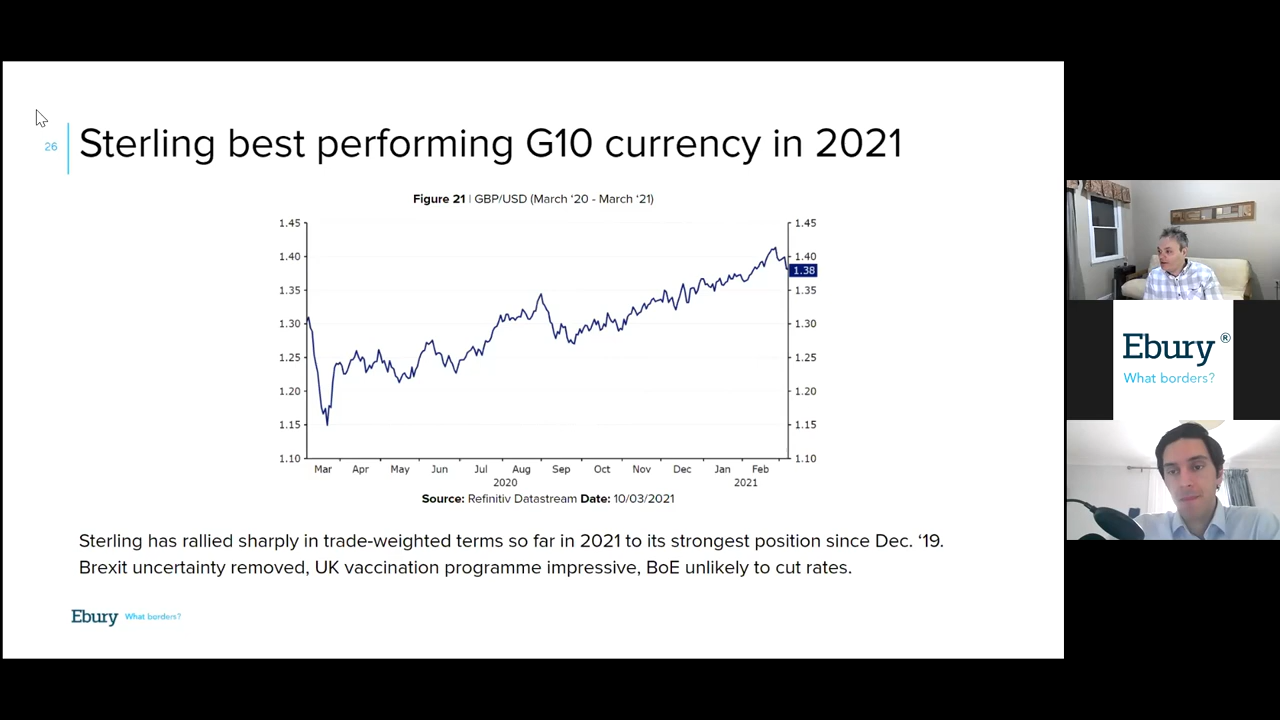 26
Sterling best performing G10 currency in 2021
Figure 21 | GBP/USD (March ‘20 - March ‘21)
1.45 1.45
1.40 1.40
1.38
1.35 1.35
1.30 1.30
1.25 1.25
1.20 1.20
1.15 1.15
1.10 1.10
Mar Apr May Jun Jul Aug Sep Oct Nov Dec Jan Feb
2020 2021
Source: Refinitiv Datastream Date: 10/03/2021
Sterling has rallied sharply in trade-weighted terms so far in 2021 to its strongest position since Dec. ‘19.
Brexit uncertainty removed, UK vaccination programme impressive, BoE unlikely to cut rates.
Ebury What borders?
Ebury®
What borders?